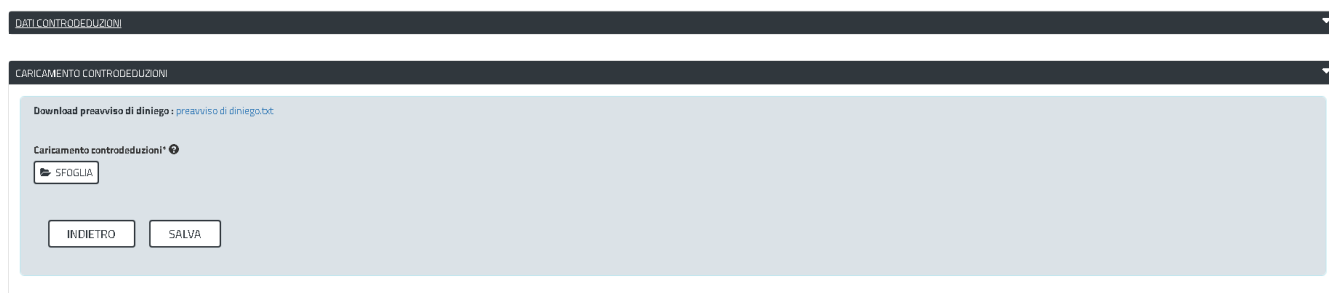 DATI CONTRODEDUZIONI
CARICAMENTO CONTRODEDUZIONI
Download preavviso di diniego : preavviso di diniego.txt
Caricamento controdeduzioni*
SFOGLIA
INDIETRO SALVA